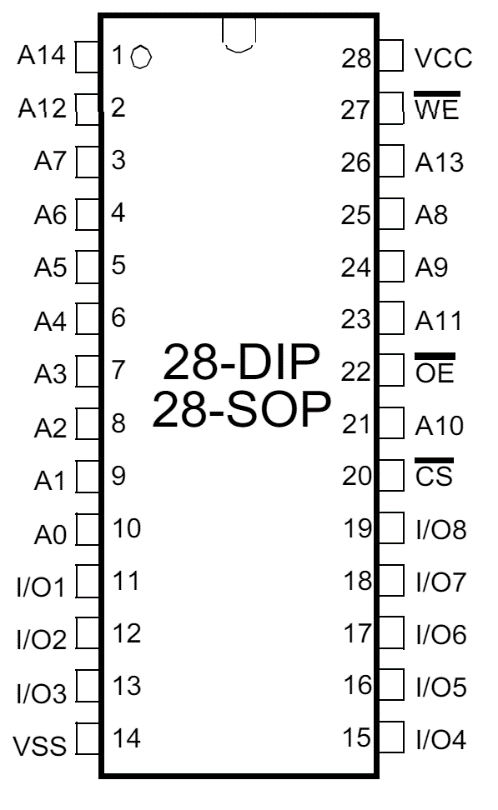 A14 1 28 VCC
A12 2 27 W̅E̅
A7 3 26 A13
A6 4 25 A8
A5 5 24 A9
A4 6 23 A11
A3 7 22 O̅E̅
A2 8 21 A10
A1 9 20 C̅S̅
A0 10 19 I/O8
I/O1 11 18 I/O7
I/O2 12 17 I/O6
I/O3 13 16 I/O5
VSS 14 15 I/O4
28-DIP
28-SOP